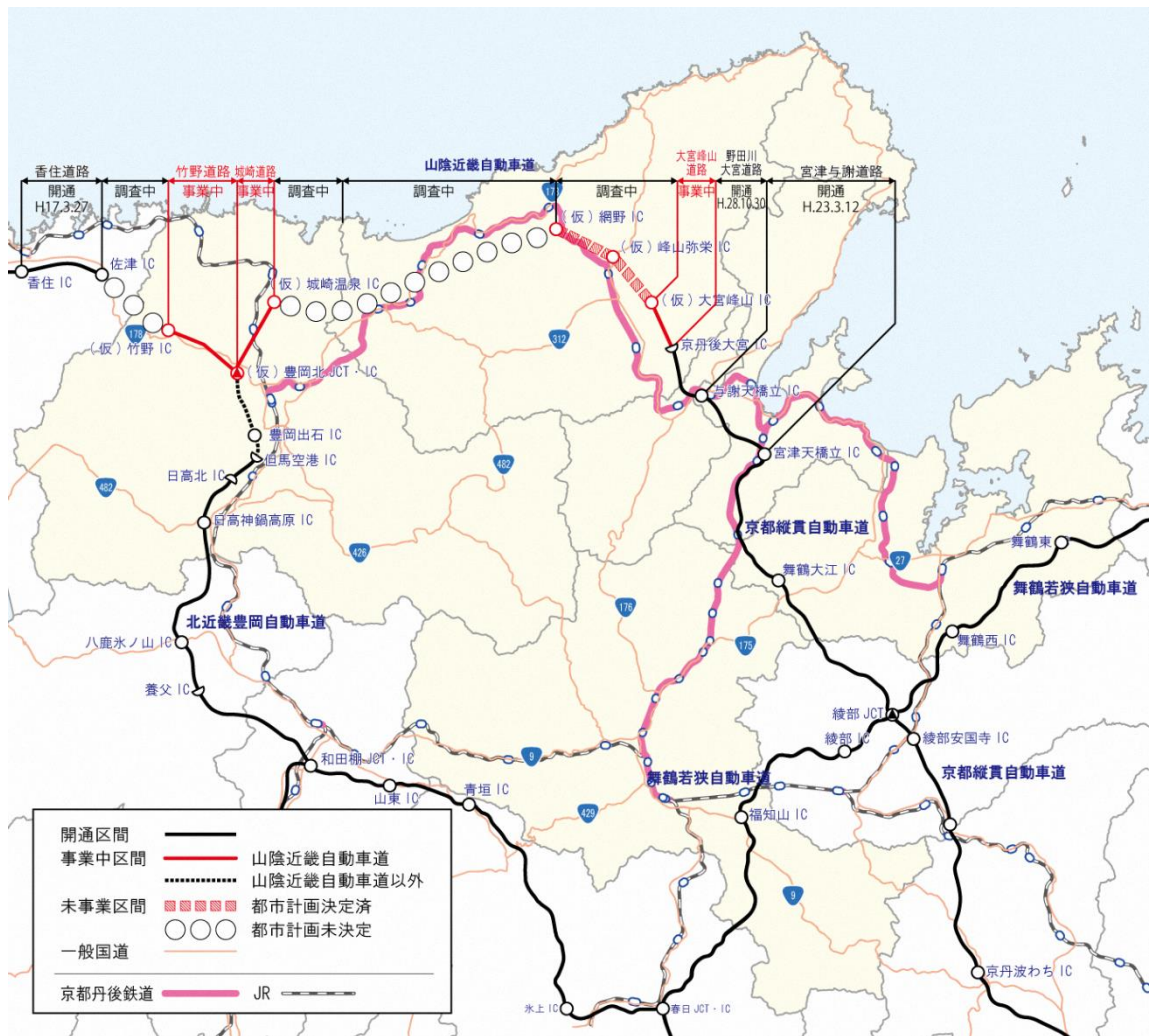 山陰近畿自動車道
香住道路
開通
H17.3.27
調査中
竹野道路
事業中
城崎道路
事業中
調査中
調査中
調査中
大宮峰山
道路
事業中
野田川
大宮道路
開通
H.28.10.30
宮津与謝道路
開通
H.23.3.12
(仮)網野 IC
(仮)峰山弥栄 IC
(仮)大宮峰山 IC
京丹後大宮 IC
与謝天橋立 IC
宮津天橋立 IC
佐津 IC
香住 IC
(仮)城崎温泉 IC
178
(仮)竹野 IC
(仮)豊岡北 JCT・IC
312
豊岡出石 IC
但馬空港 IC
日高北 IC
482
482
日高神鍋高原 IC
426
京都縦貫自動車道
舞鶴東 IC
27
舞鶴大江 IC
舞鶴若狭自動車道
176
175
舞鶴西 IC
北近畿豊岡自動車道
八鹿氷ノ山 IC
養父 IC
綾部 JCT
綾部 IC
綾部安国寺 IC
9
和田棚 JCT・IC
山東 IC
青垣 IC
舞鶴若狭自動車道
京都縦貫自動車道
429
福知山 IC
9
京丹波わち IC
氷上 IC
春日 JCT・IC
開通区間
事業中区間 山陰近畿自動車道
山陰近畿自動車道以外
未事業区間 都市計画決定済
都市計画未決定
一般国道
京都丹後鉄道 JR